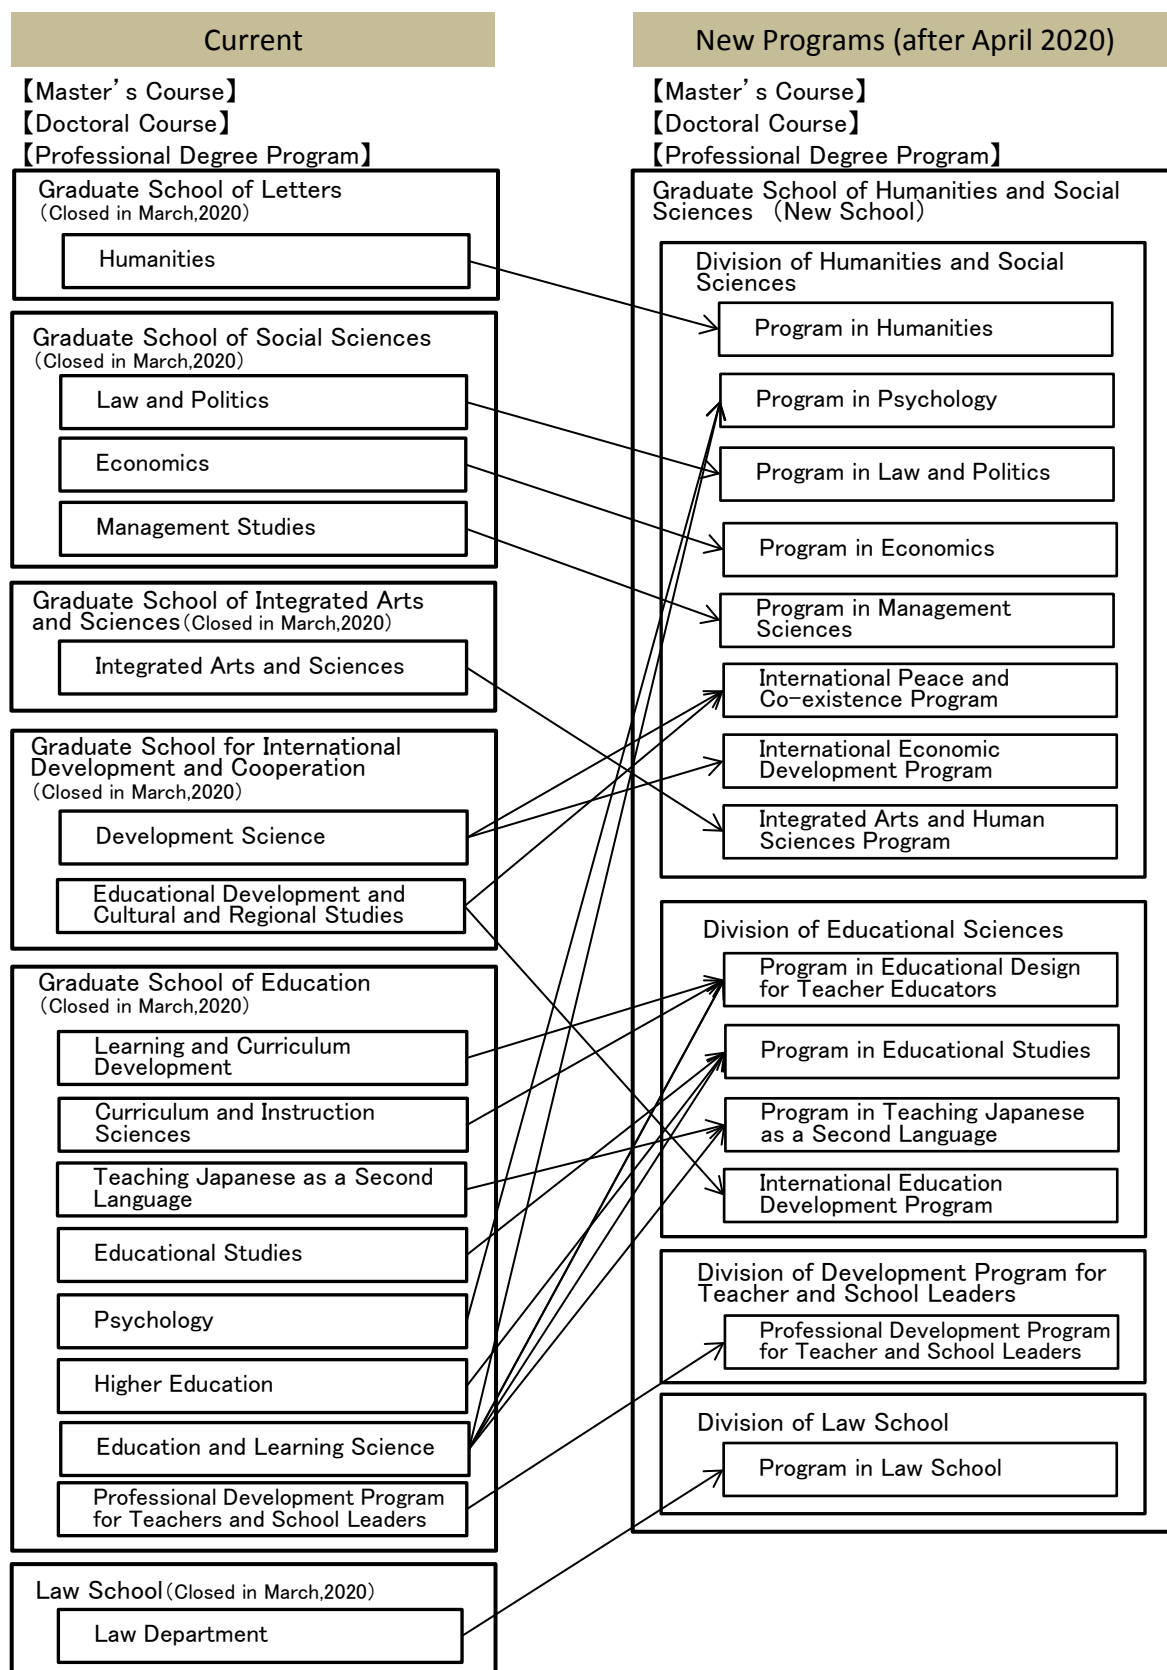 Current
【Master’s Course】
【Doctoral Course】
【Professional Degree Program】
Graduate School of Letters
(Closed in March,2020)
Humanities
Graduate School of Social Sciences
(Closed in March,2020)
Law and Politics
Economics
Management Studies
Graduate School of Integrated Arts
and Sciences(Closed in March,2020)
Integrated Arts and Sciences
Graduate School for International
Development and Cooperation
(Closed in March,2020)
Development Science
Educational Development and
Cultural and Regional Studies
Graduate School of Education
(Closed in March,2020)
Learning and Curriculum
Development
Curriculum and Instruction
Sciences
Teaching Japanese as a Second
Language
Educational Studies
Psychology
Higher Education
Education and Learning Science
Professional Development Program
for Teachers and School Leaders
Law School(Closed in March,2020)
Law Department
New Programs (after April 2020)
【Master’s Course】
【Doctoral Course】
【Professional Degree Program】
Graduate School of Humanities and Social
Sciences （New School）
Division of Humanities and Social
Sciences
Program in Humanities
Program in Psychology
Program in Law and Politics
Program in Economics
Program in Management
Sciences
International Peace and
Co-existence Program
International Economic
Development Program
Integrated Arts and Human
Sciences Program
Division of Educational Sciences
Program in Educational Design
for Teacher Educators
Program in Educational Studies
Program in Teaching Japanese
as a Second Language
International Education
Development Program
Division of Development Program for
Teacher and School Leaders
Professional Development Program
for Teacher and School Leaders
Division of Law School
Program in Law School